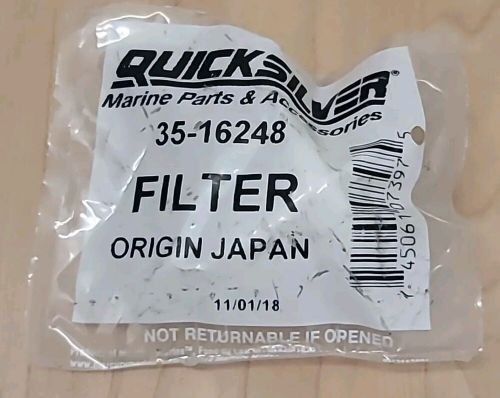 QUICKSILVER®
Marine Parts & Accessories
35-16248
FILTER
ORIGIN JAPAN
11/01/18
NOT RETURNABLE IF OPENED